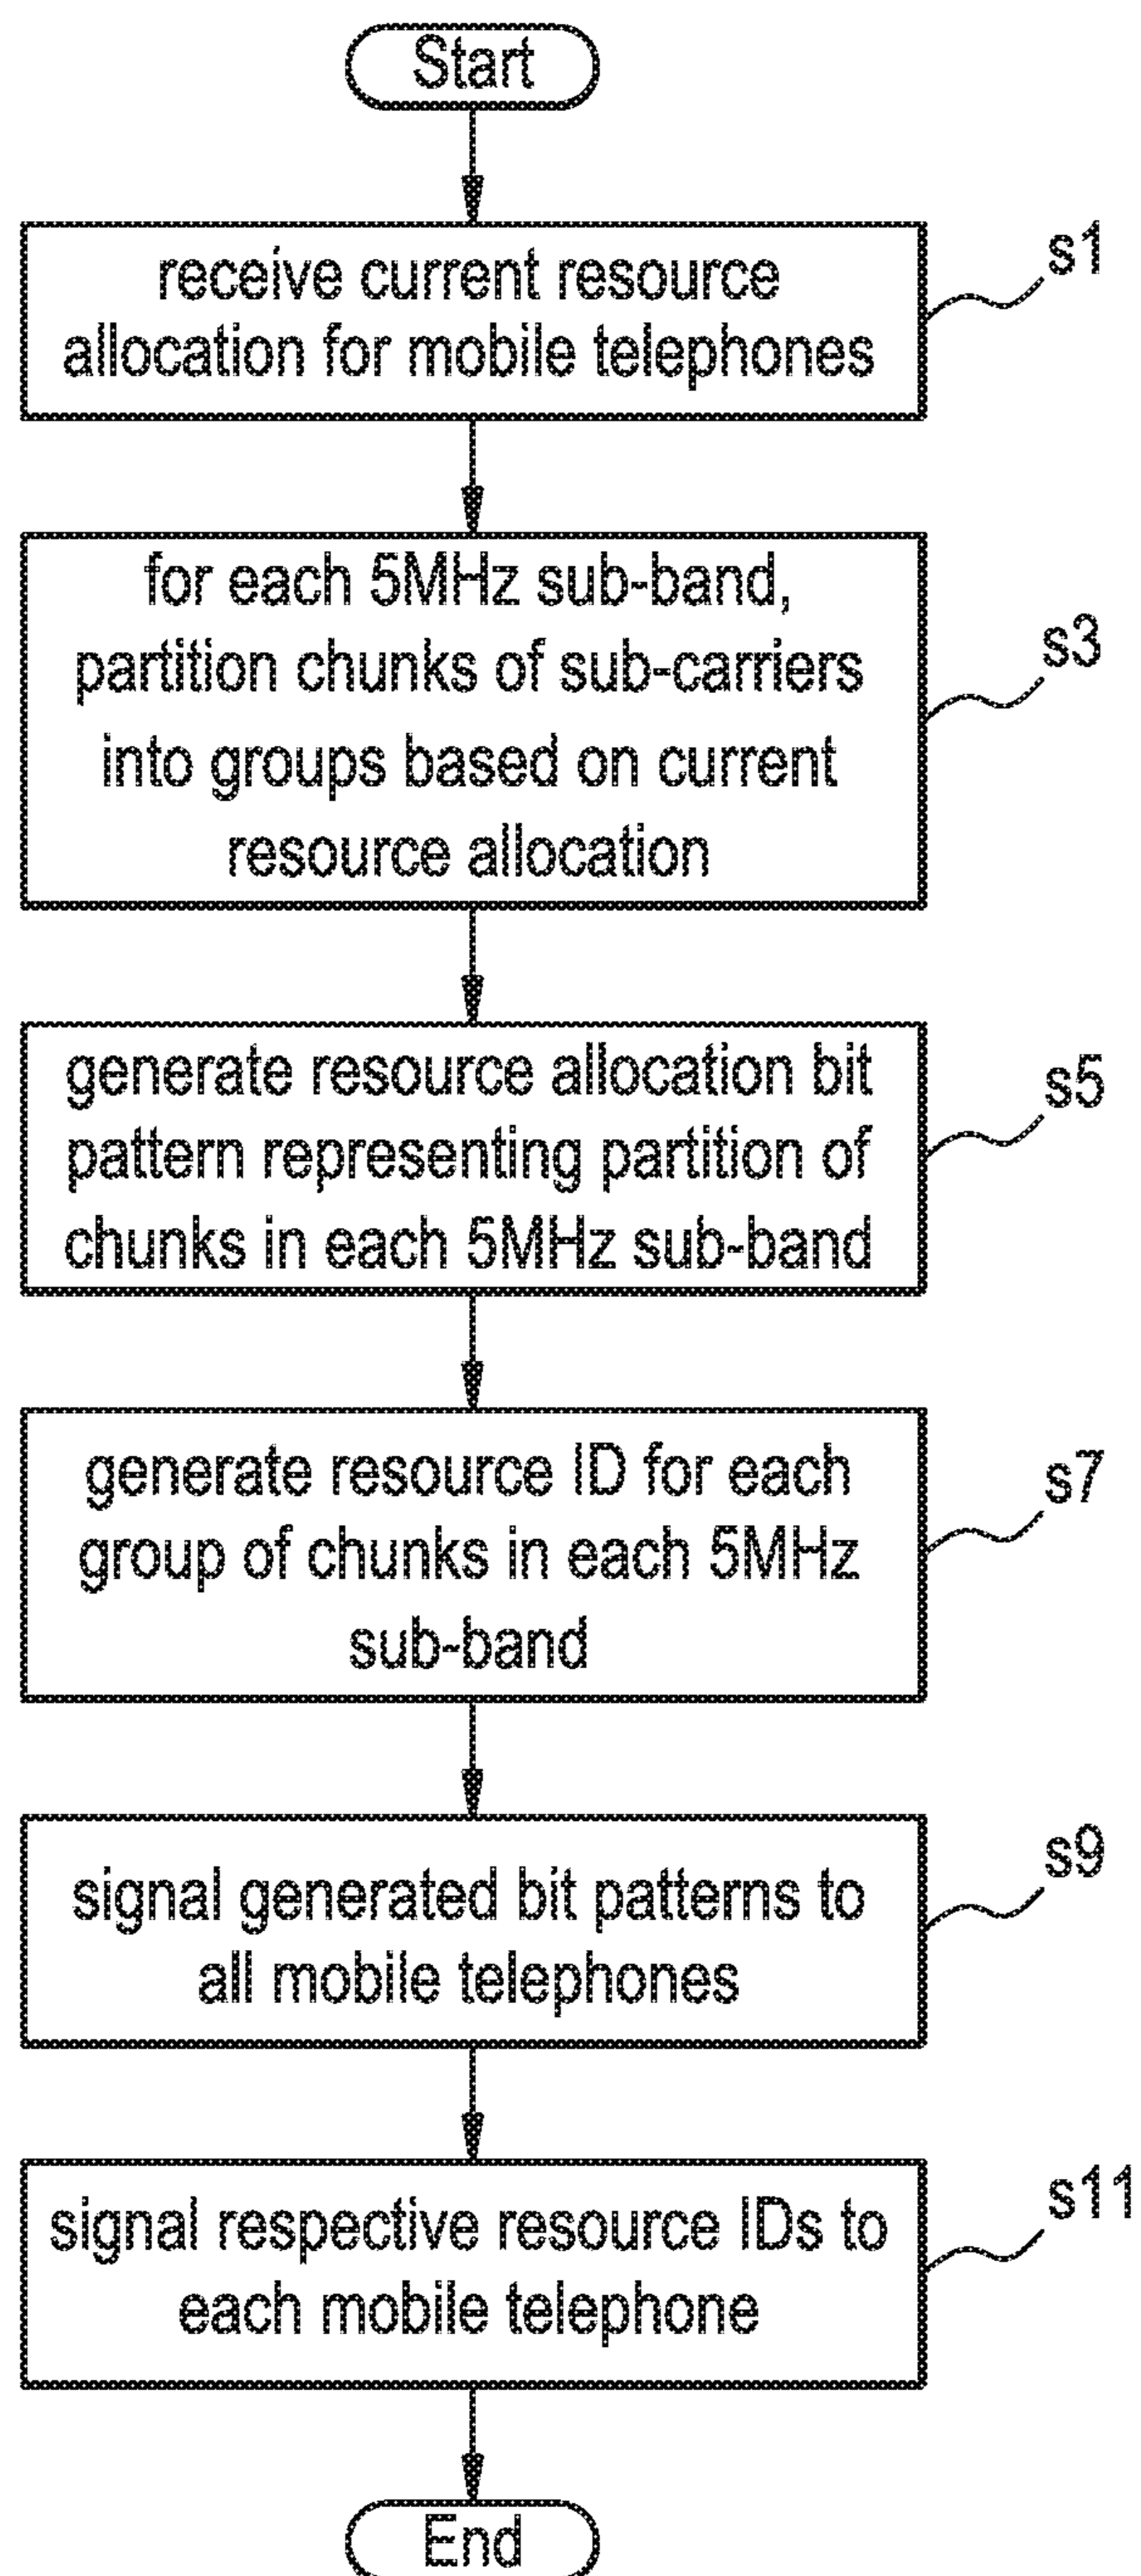 Start
receive current resource
allocation for mobile telephones
s1
for each 5MHz sub-band,
partition chunks of sub-carriers
into groups based on current
resource allocation
s3
generate resource allocation bit
pattern representing partition of
chunks in each 5MHz sub-band
s5
generate resource ID for each
group of chunks in each 5MHz
sub-band
s7
signal generated bit patterns to
all mobile telephones
s9
signal respective resource IDs to
each mobile telephone
s11
End